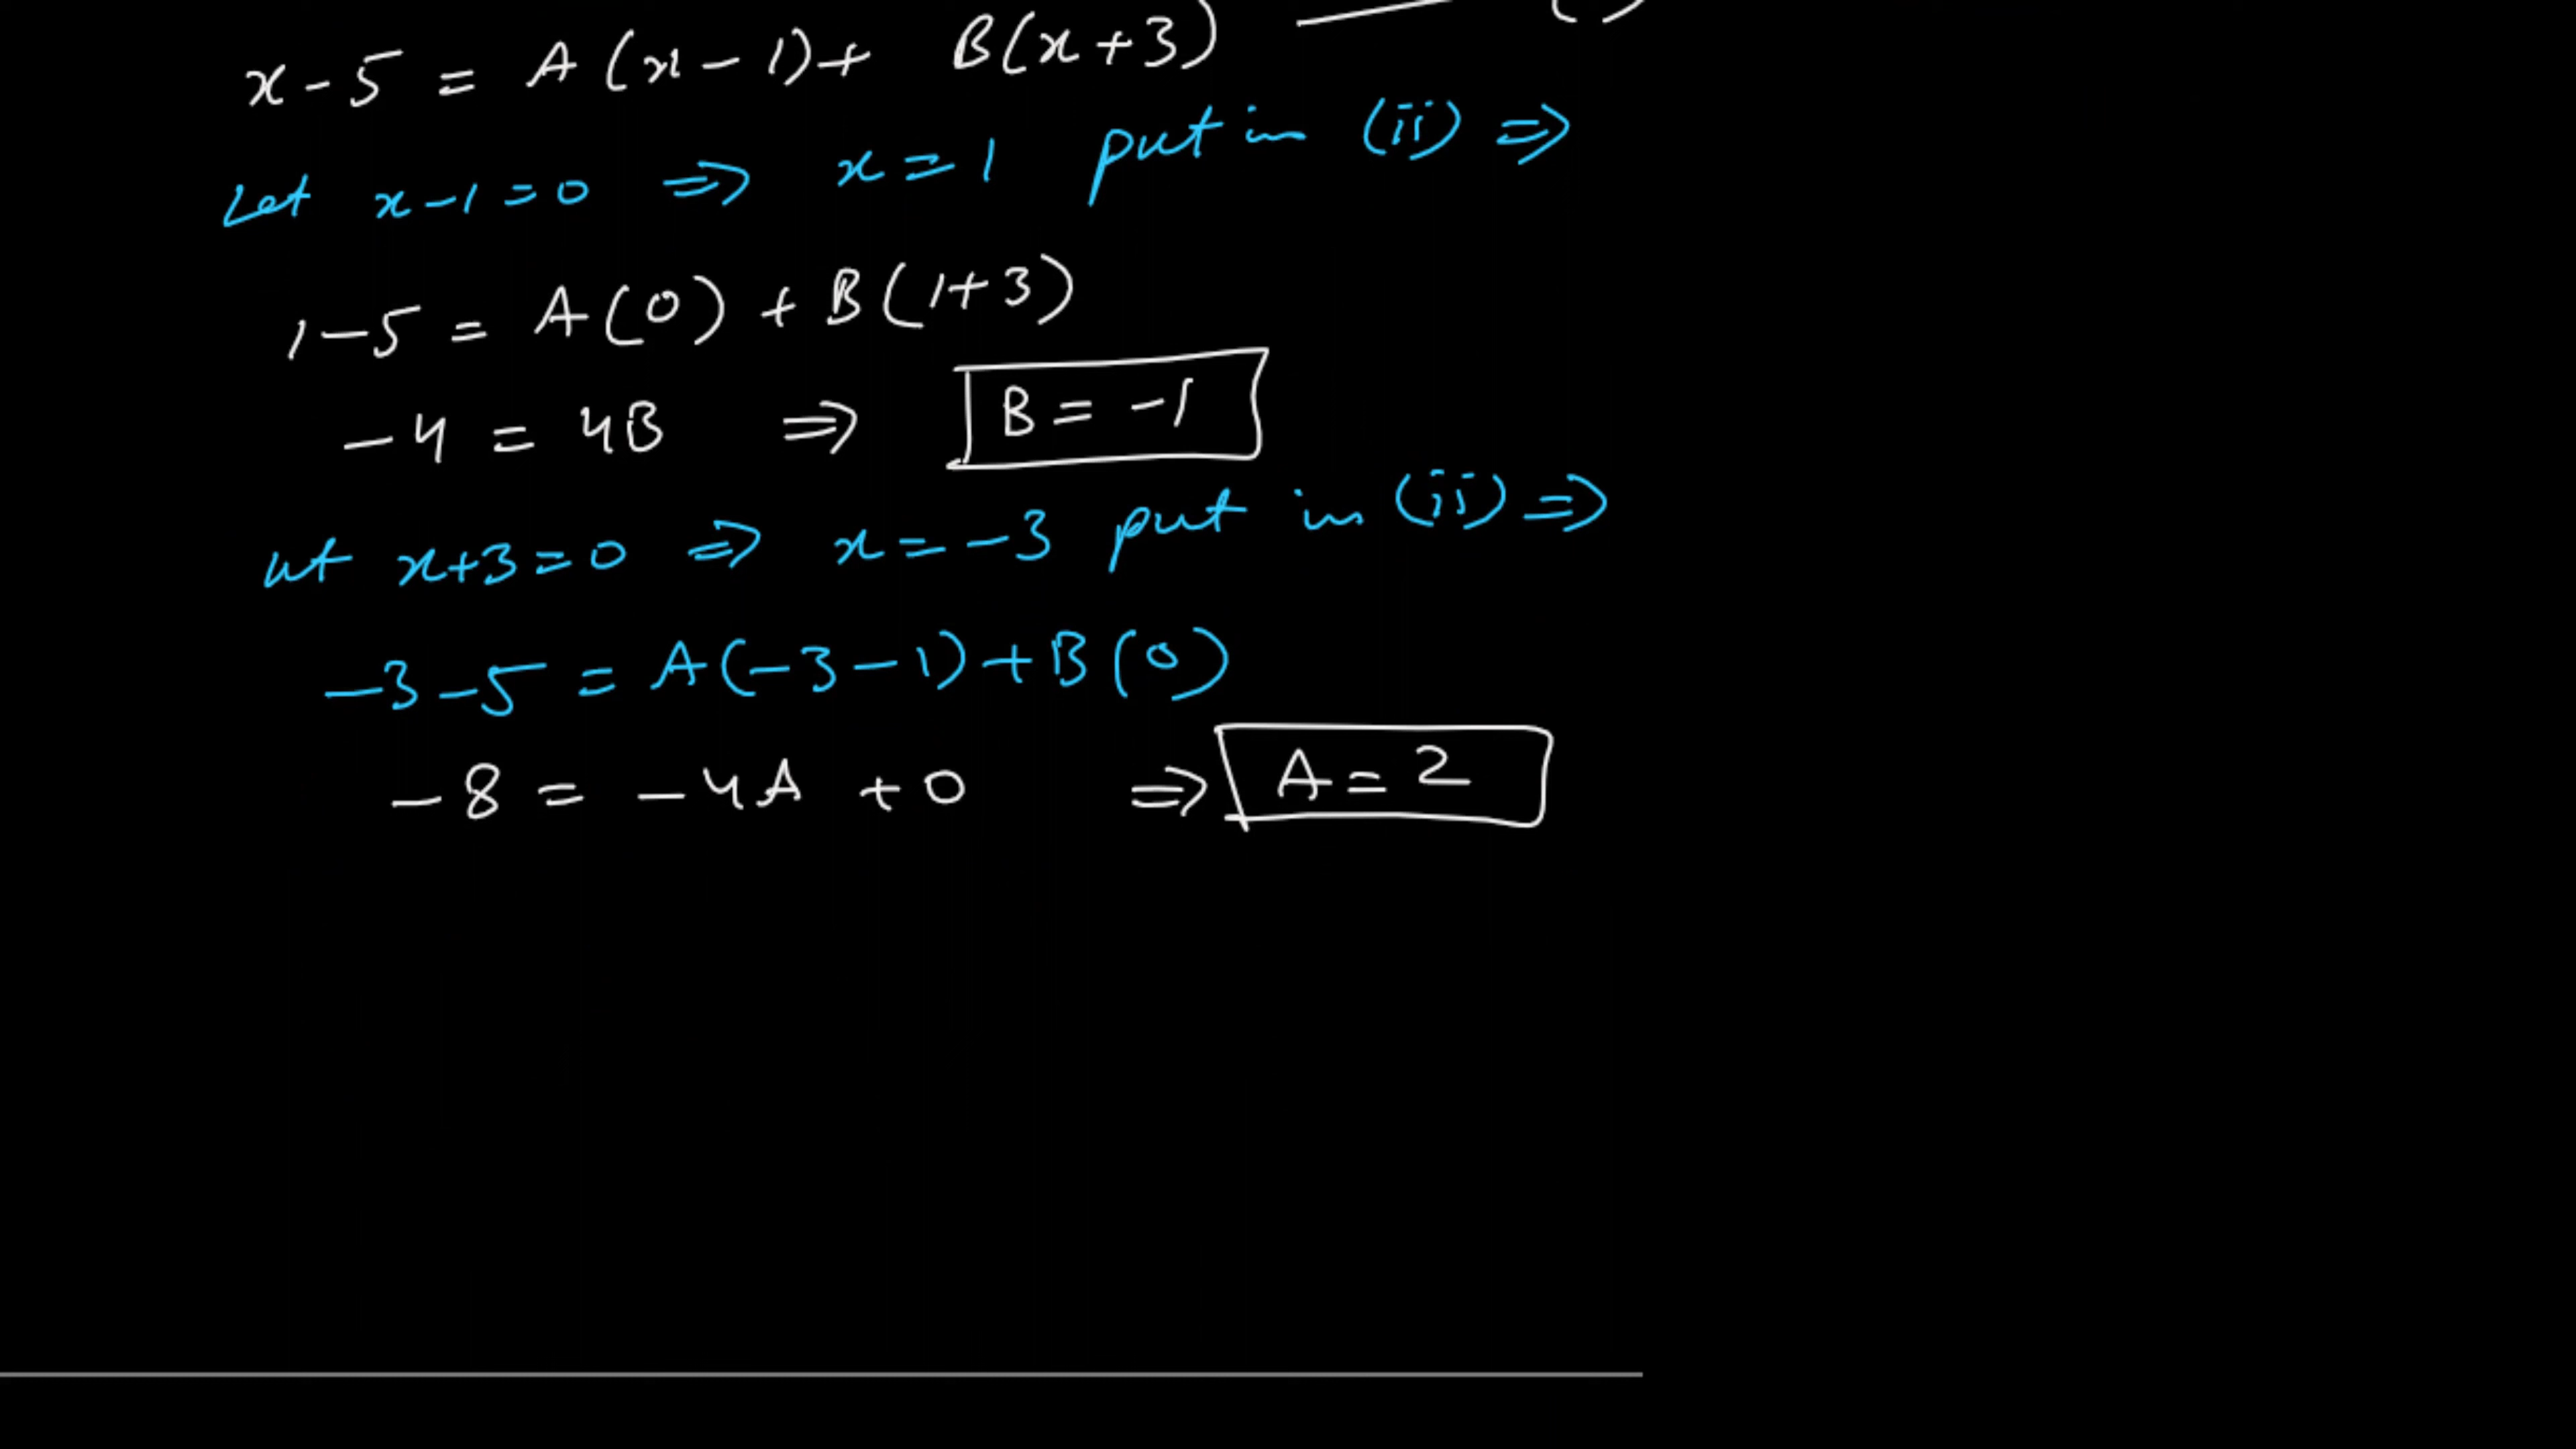 x - 5 = A(x - 1) + B(x + 3)
Let x - 1 = 0 ⇒ x = 1 put in (ii) ⇒
1 - 5 = A(0) + B(1 + 3)
-4 = 4B ⇒ B = -1
Let x + 3 = 0 ⇒ x = -3 put in (ii) ⇒
-3 - 5 = A(-3 - 1) + B(0)
-8 = -4A + 0 ⇒ A = 2